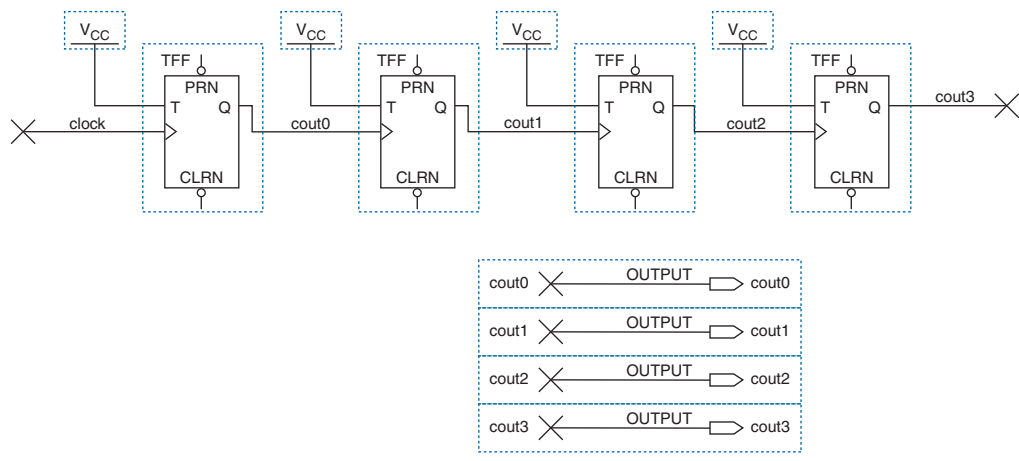 VCC VCC VCC VCC
TFF TFF TFF TFF
PRN PRN PRN PRN
T Q T Q T Q T Q cout3
clock cout0 cout1 cout2
CLRN CLRN CLRN CLRN
cout0 OUTPUT cout0
cout1 OUTPUT cout1
cout2 OUTPUT cout2
cout3 OUTPUT cout3